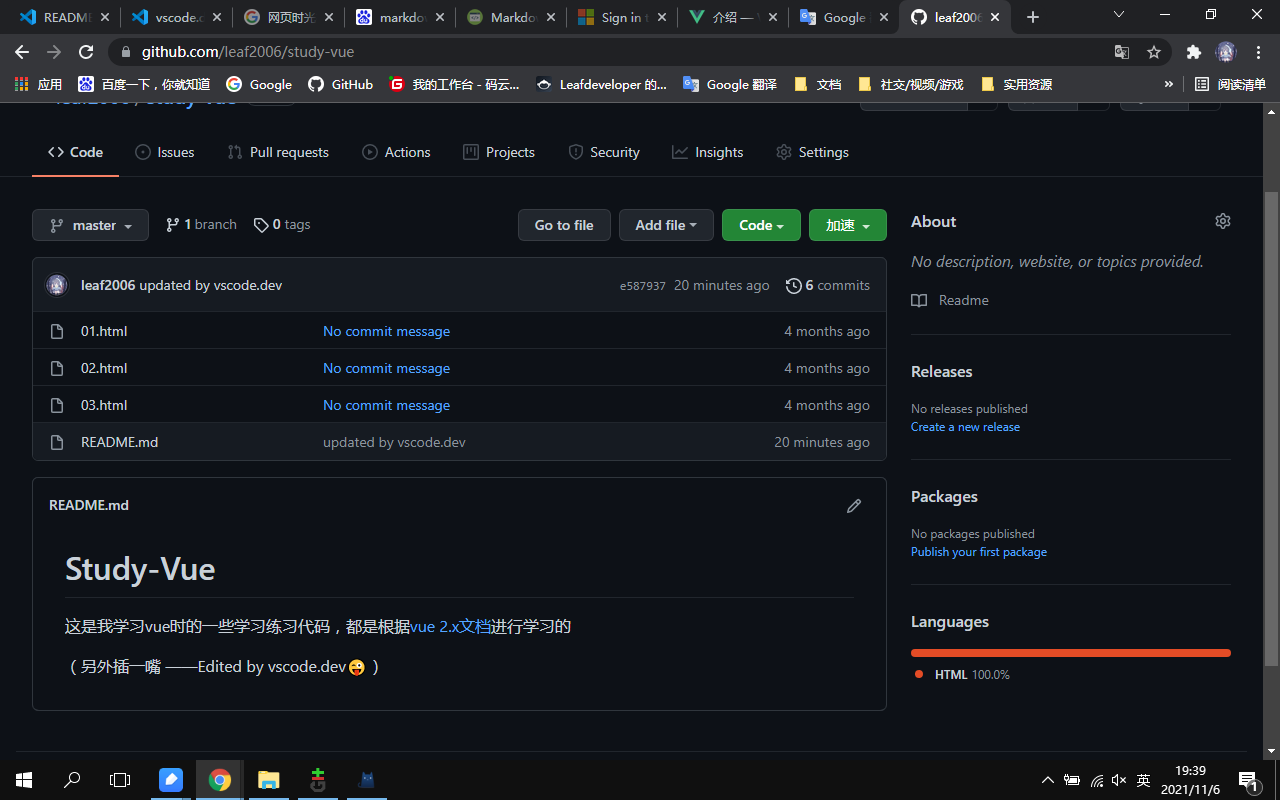 README
vscode.d
网页时光
markdow
Markdow
Sign in t
介绍 — V
Google
leaf2006
github.com/leaf2006/study-vue
应用
百度一下，你就知道
Google
GitHub
我的工作台 - 码云...
Leafdeveloper 的...
Google 翻译
文档
社交/视频/游戏
实用资源
»
阅读清单
Code
Issues
Pull requests
Actions
Projects
Security
Insights
Settings
master
1 branch
0 tags
Go to file
Add file
Code
加速
leaf2006 updated by vscode.dev
e587937 20 minutes ago
6 commits
01.html No commit message 4 months ago
02.html No commit message 4 months ago
03.html No commit message 4 months ago
README.md updated by vscode.dev 20 minutes ago
README.md
Study-Vue
这是我学习vue时的一些学习练习代码，都是根据vue 2.x文档进行学习的
（另外插一嘴 ——Edited by vscode.dev😜）
About
No description, website, or topics provided.
Readme
Releases
No releases published
Create a new release
Packages
No packages published
Publish your first package
Languages
HTML 100.0%
英
19:39
2021/11/6
1